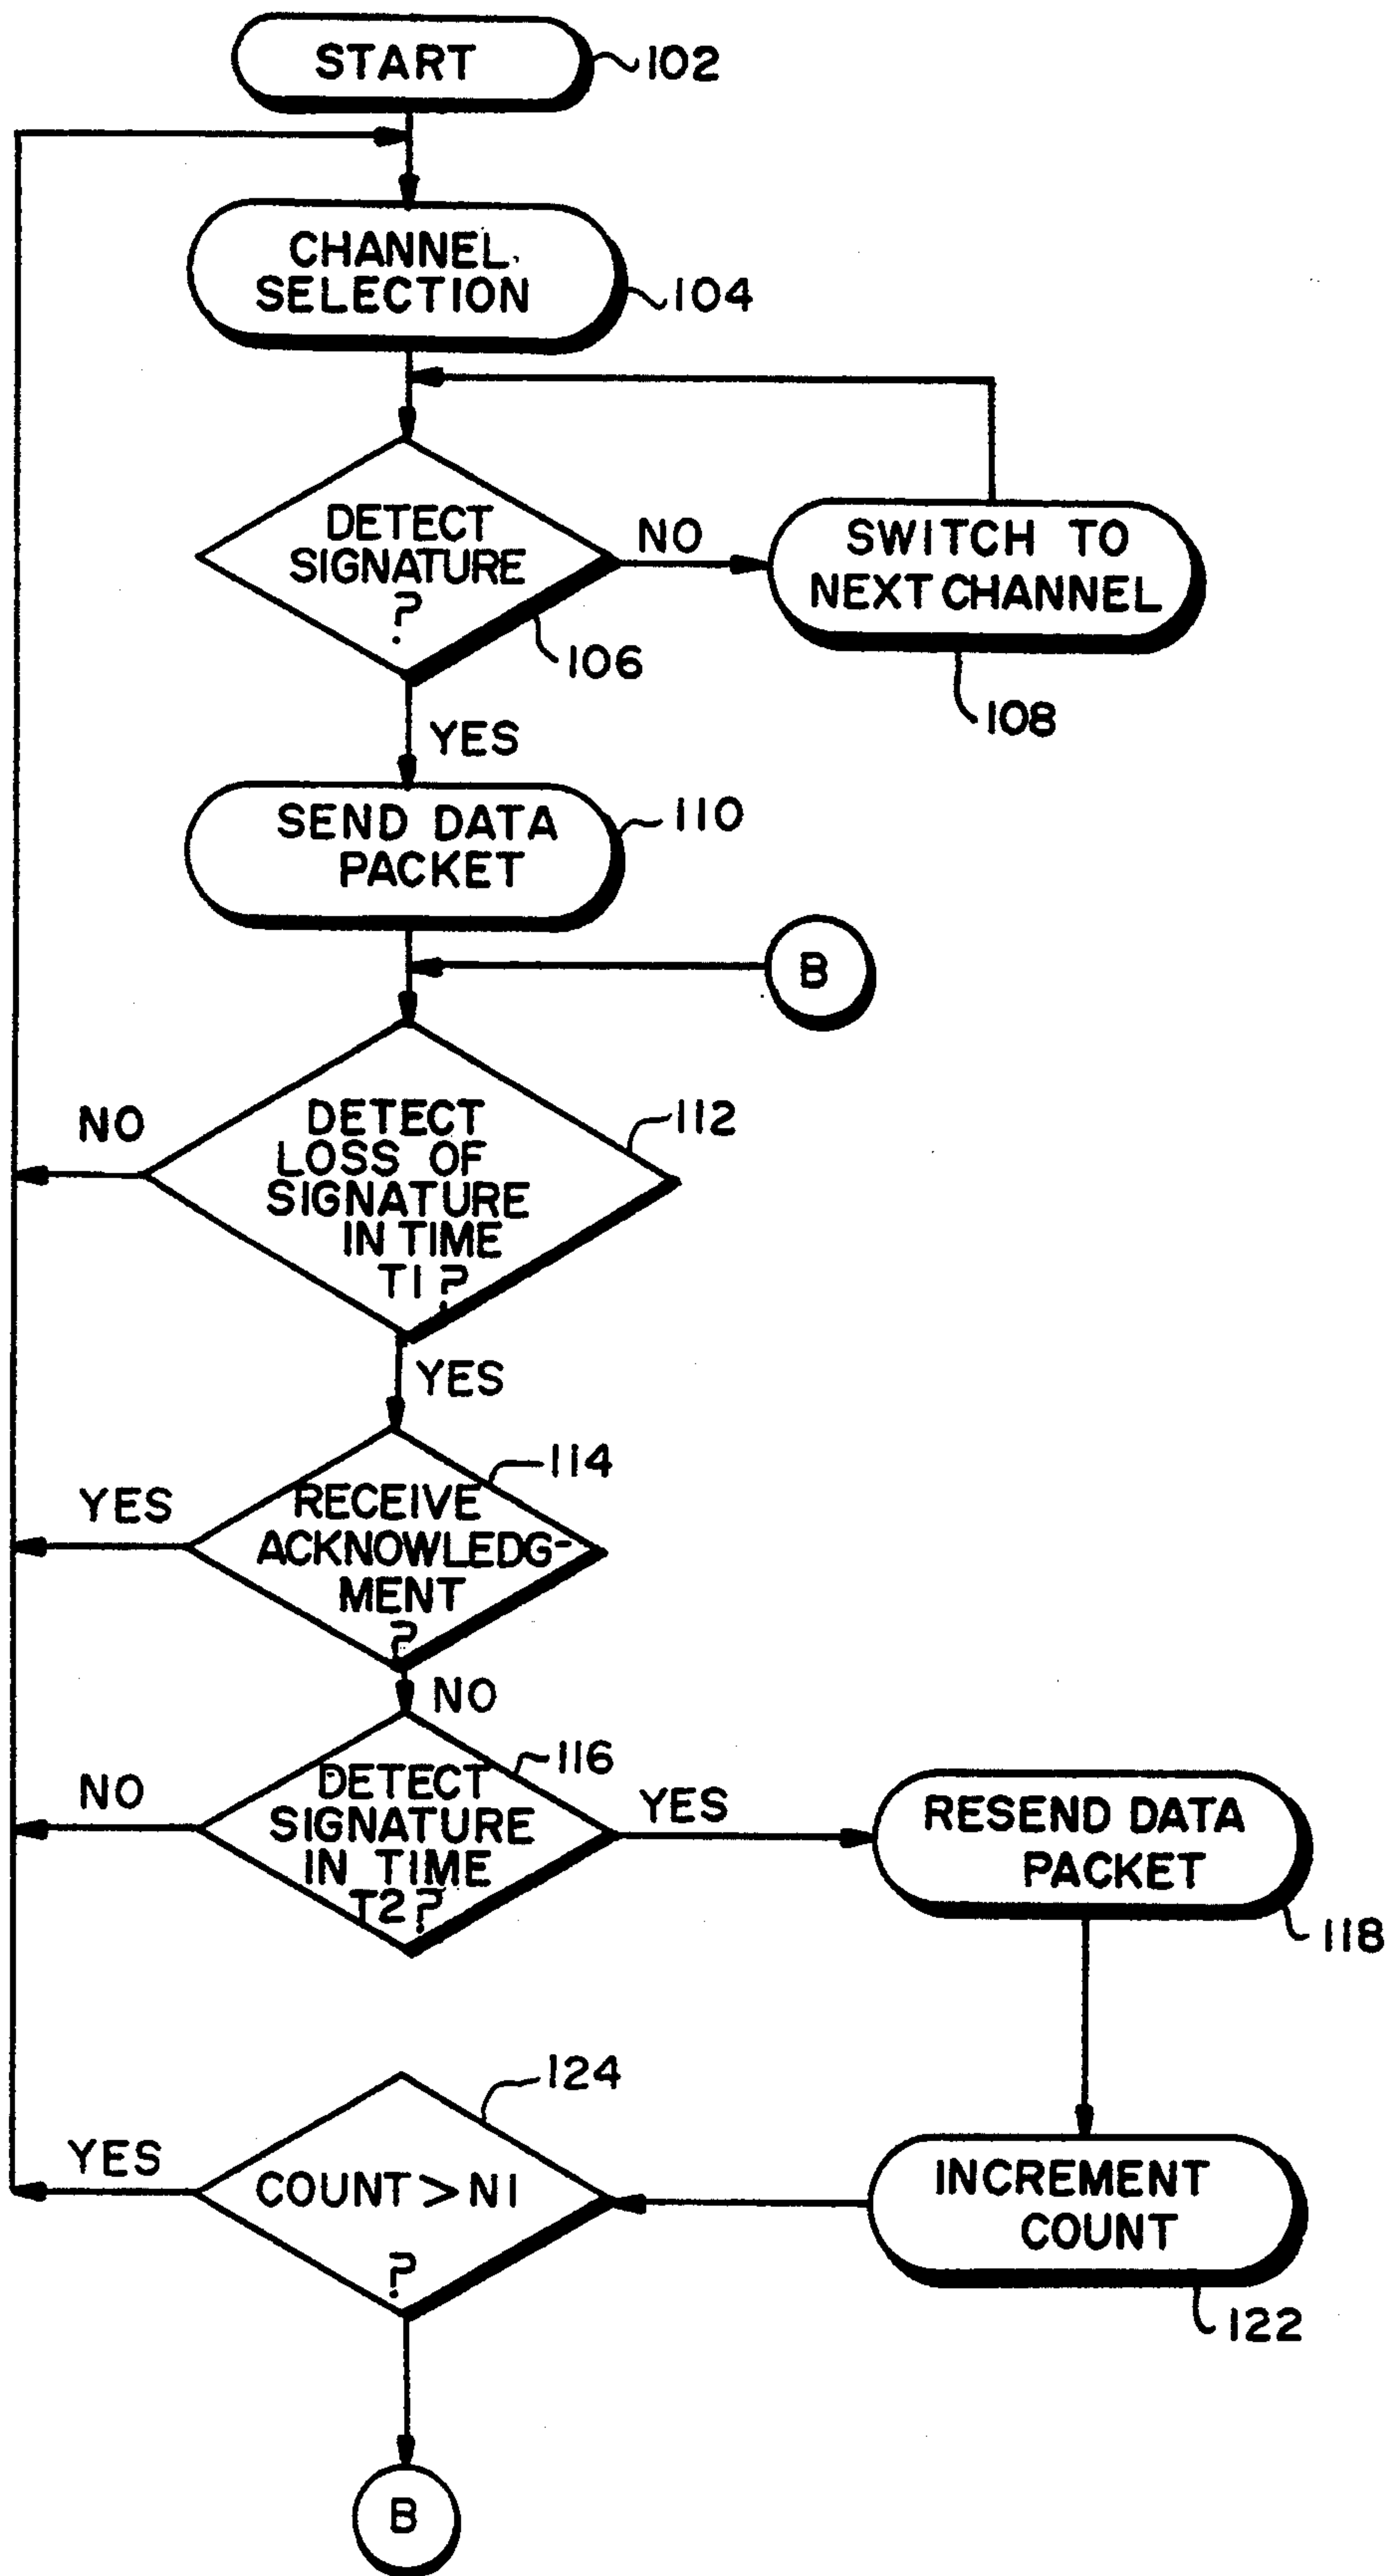 START
102
CHANNEL
SELECTION
104
DETECT
SIGNATURE
?
106
NO
SWITCH TO
NEXT CHANNEL
108
YES
SEND DATA
PACKET
110
B
NO
DETECT
LOSS OF
SIGNATURE
IN TIME
T1?
112
YES
YES
RECEIVE
ACKNOWLEDG-
MENT
?
114
NO
NO
DETECT
SIGNATURE
IN TIME
T2?
116
YES
RESEND DATA
PACKET
118
124
YES
COUNT > N1
?
INCREMENT
COUNT
122
B